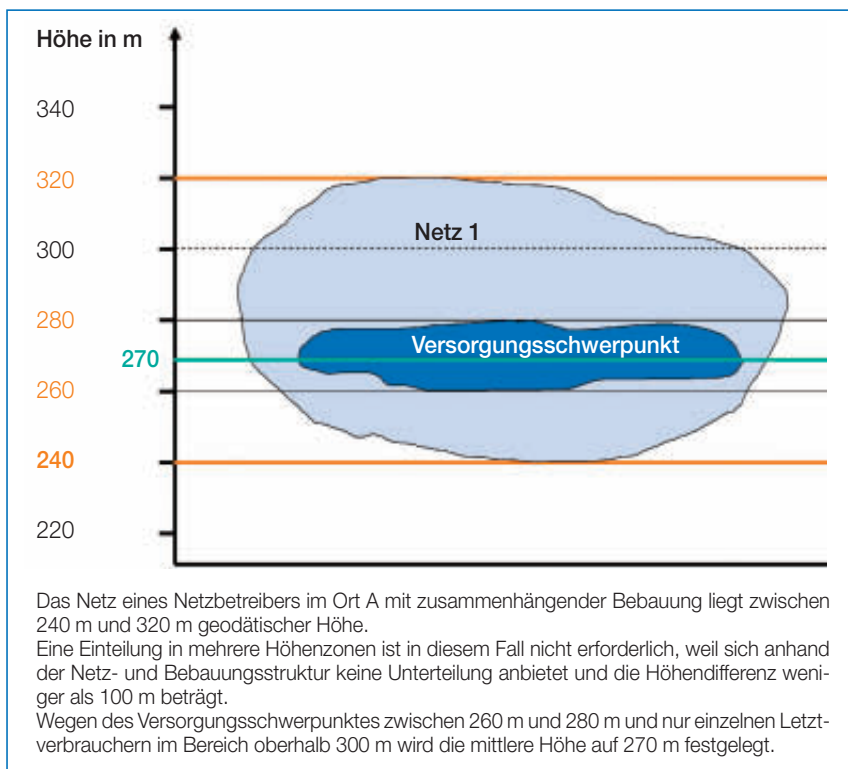 Höhe in m
340
320
Netz 1
300
280
Versorgungsschwerpunkt
270
260
240
220
Das Netz eines Netzbetreibers im Ort A mit zusammenhängender Bebauung liegt zwischen
240 m und 320 m geodätischer Höhe.
Eine Einteilung in mehrere Höhenzonen ist in diesem Fall nicht erforderlich, weil sich anhand
der Netz- und Bebauungsstruktur keine Unterteilung anbietet und die Höhendifferenz weni-
ger als 100 m beträgt.
Wegen des Versorgungsschwerpunktes zwischen 260 m und 280 m und nur einzelnen Letzt-
verbrauchern im Bereich oberhalb 300 m wird die mittlere Höhe auf 270 m festgelegt.